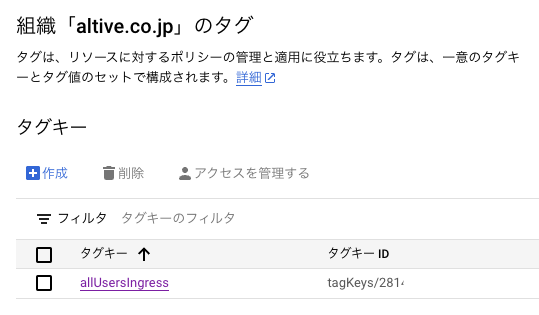 組織「altive.co.jp」のタグ
タグは、リソースに対するポリシーの管理と適用に役立ちます。タグは、一意のタグキ
ーとタグ値のセットで構成されます。詳細
タグキー
作成 削除 アクセスを管理する
フィルタ タグキーのフィルタ
タグキー タグキー ID
allUsersIngress tagKeys/281